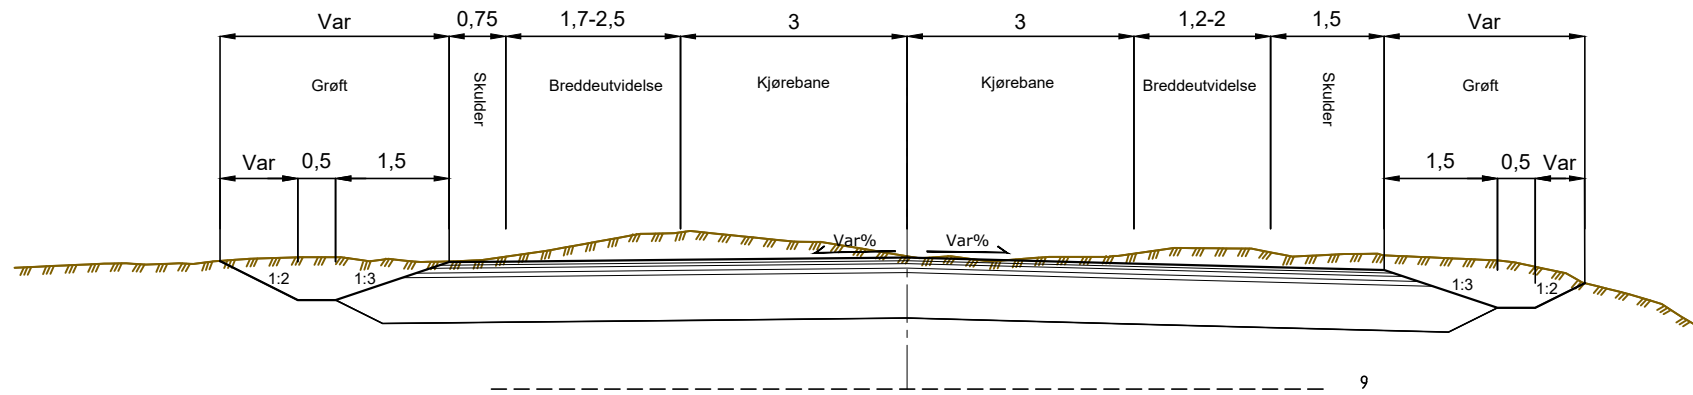 Var 0,75 1,7-2,5 3 3 1,2-2 1,5 Var
Grøft Skulder Breddeutvidelse Kjørebane Kjørebane Breddeutvidelse Skulder Grøft
Var 0,5 1,5 1,5 0,5 Var
Var% Var%
1:2 1:3 1:3 1:2
9